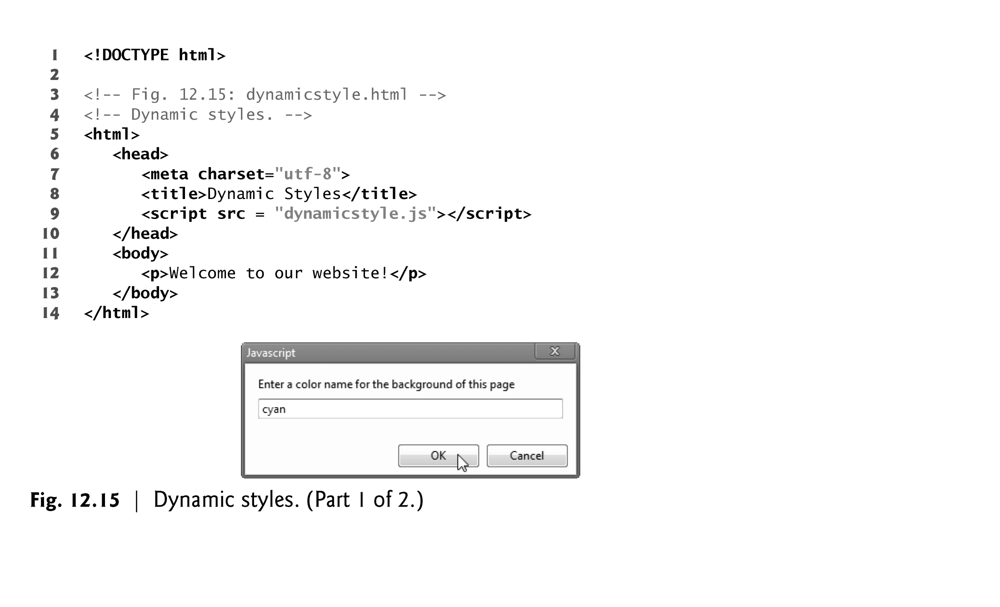 1 <!DOCTYPE html>
2
3 <!-- Fig. 12.15: dynamicstyle.html -->
4 <!-- Dynamic styles. -->
5 <html>
6    <head>
7       <meta charset="utf-8">
8       <title>Dynamic Styles</title>
9       <script src = "dynamicstyle.js"></script>
10    </head>
11    <body>
12       <p>Welcome to our website!</p>
13    </body>
14 </html>
Javascript X
Enter a color name for the background of this page
cyan
OK Cancel
Fig. 12.15 | Dynamic styles. (Part 1 of 2.)